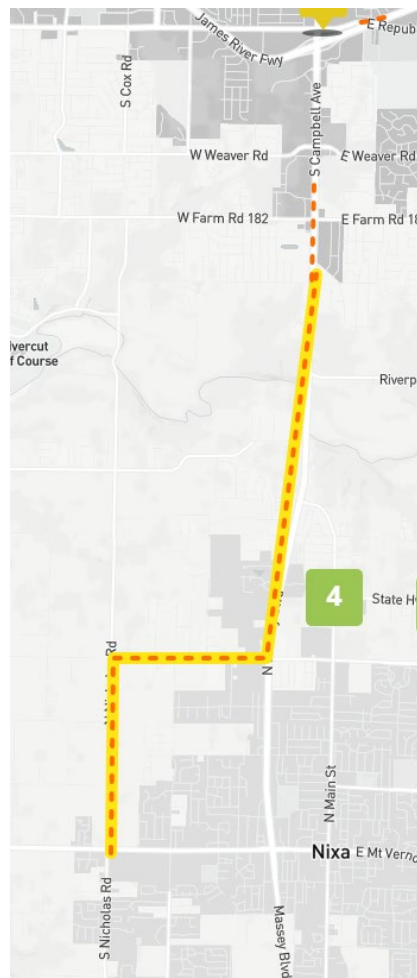 James River Fwy
E Repub
S Cox Rd
S Campbell Ave
W Weaver Rd
E Weaver Rd
W Farm Rd 182
E Farm Rd 18
lvercut
f Course
Riverp
4
State H
N
Rd
N Main St
Nixa
E Mt Verno
S Nicholas Rd
Massey Blvd